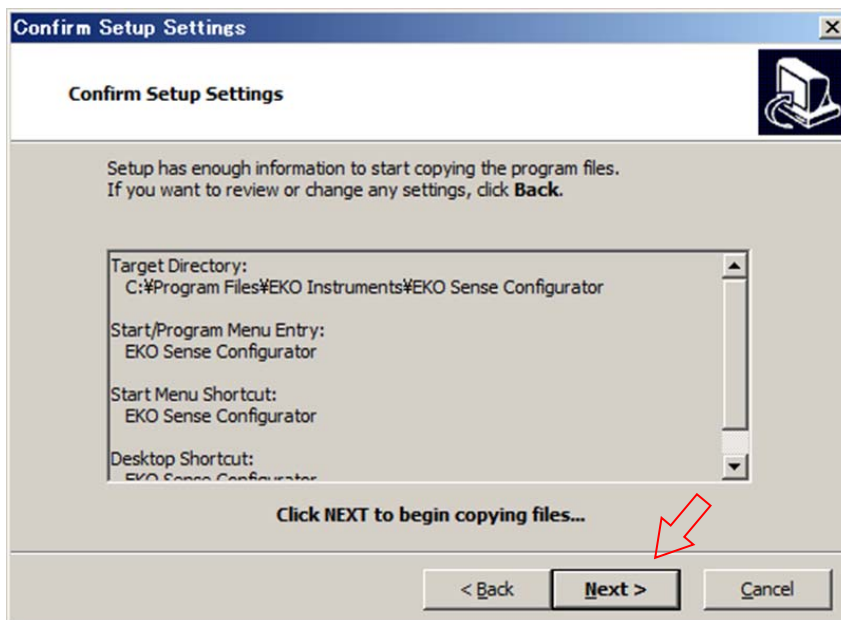 Confirm Setup Settings
Confirm Setup Settings
Setup has enough information to start copying the program files.
If you want to review or change any settings, click Back.
Target Directory:
C:¥Program Files¥EKO Instruments¥EKO Sense Configurator
Start/Program Menu Entry:
EKO Sense Configurator
Start Menu Shortcut:
EKO Sense Configurator
Desktop Shortcut:
EKO Sense Configurator
Click NEXT to begin copying files...
< Back Next > Cancel